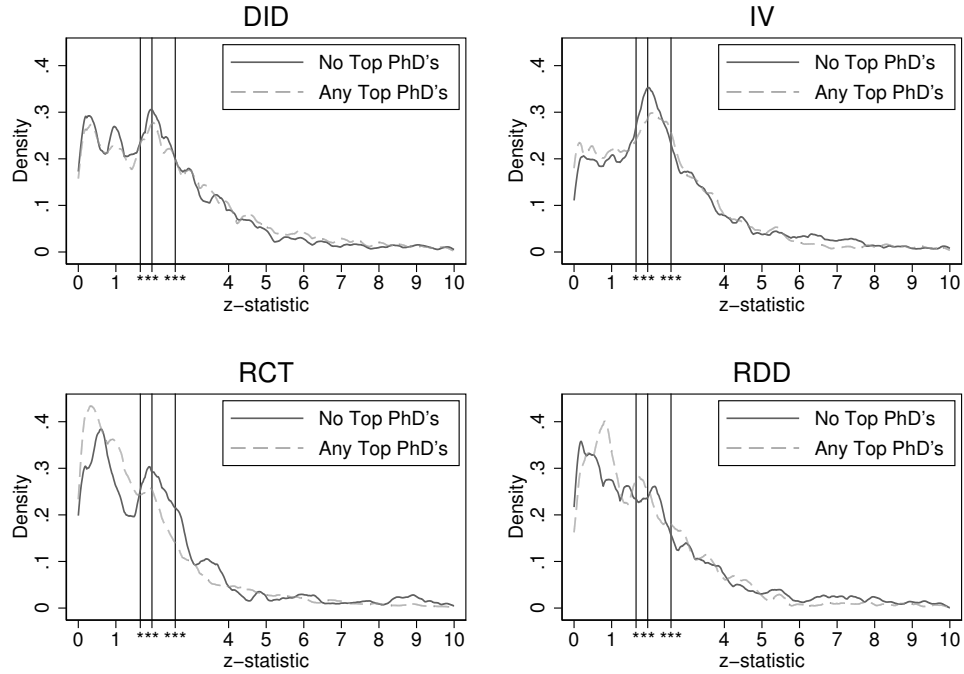 DID
No Top PhD's
Any Top PhD's
Density
0 .1 .2 .3 .4
0 1 *** *** 4 5 6 7 8 9 10
z-statistic
IV
No Top PhD's
Any Top PhD's
Density
0 .1 .2 .3 .4
0 1 *** *** 4 5 6 7 8 9 10
z-statistic
RCT
No Top PhD's
Any Top PhD's
Density
0 .1 .2 .3 .4
0 1 *** *** 4 5 6 7 8 9 10
z-statistic
RDD
No Top PhD's
Any Top PhD's
Density
0 .1 .2 .3 .4
0 1 *** *** 4 5 6 7 8 9 10
z-statistic